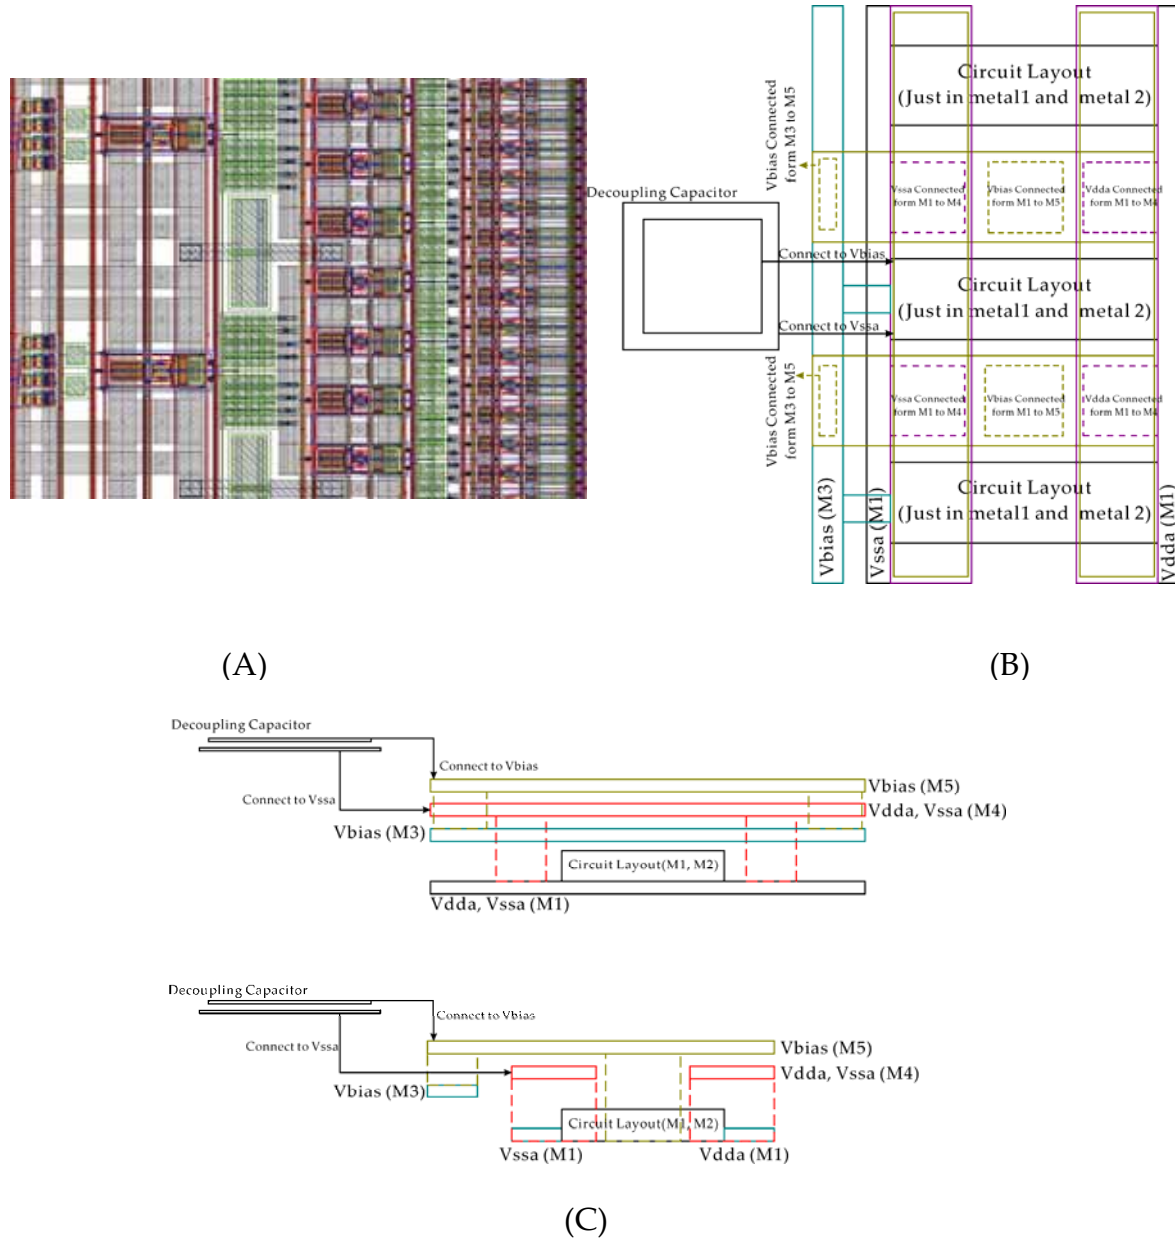 Circuit Layout
(Just in metal1 and metal 2)
Vbias Connected
form M3 to M5
Decoupling Capacitor
Vssa Connected
form M1 to M4
Vbias Connected
form M1 to M5
Vdda Connected
form M1 to M4
Connect to Vbias
Circuit Layout
(Just in metal1 and metal 2)
Connect to Vssa
Vbias Connected
form M3 to M5
Vssa Connected
form M1 to M4
Vbias Connected
form M1 to M5
Vdda Connected
form M1 to M4
Circuit Layout
(Just in metal1 and metal 2)
Vbias (M3)
Vssa (M1)
Vdda (M1)
(A)
(B)
Decoupling Capacitor
Connect to Vbias
Connect to Vssa
Vbias (M5)
Vdda, Vssa (M4)
Vbias (M3)
Circuit Layout(M1, M2)
Vdda, Vssa (M1)
Decoupling Capacitor
Connect to Vbias
Connect to Vssa
Vbias (M5)
Vdda, Vssa (M4)
Vbias (M3)
Circuit Layout(M1, M2)
Vssa (M1)
Vdda (M1)
(C)